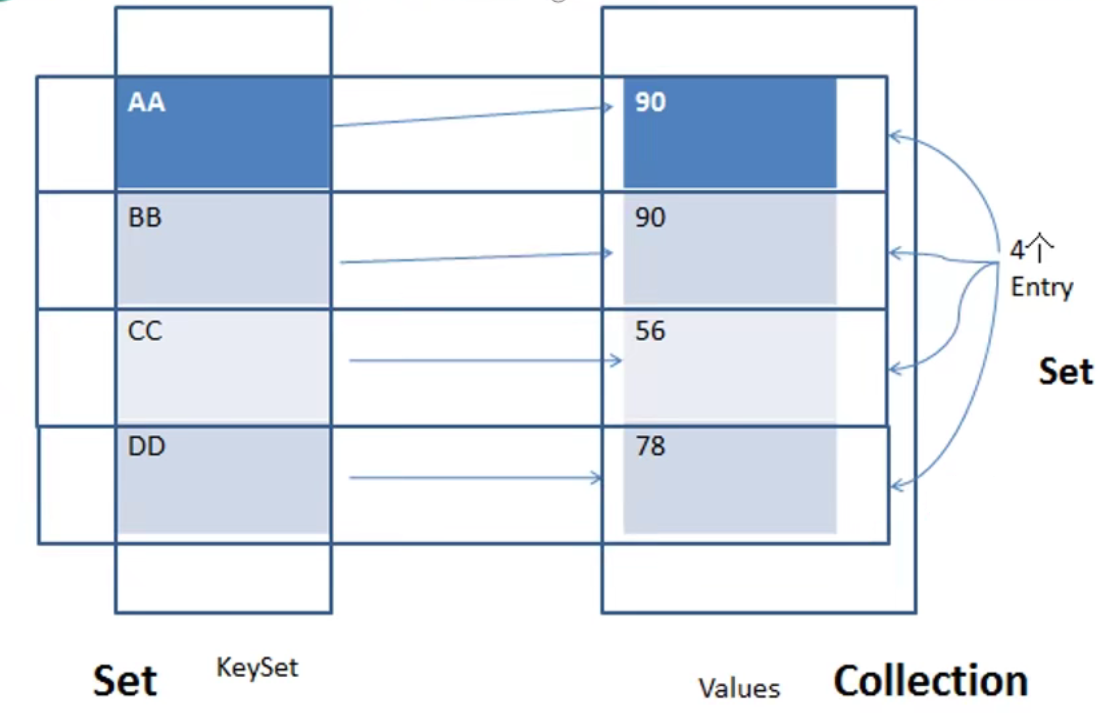 AA
90
BB
90
CC
56
DD
78
4个
Entry
Set
Set
KeySet
Values
Collection